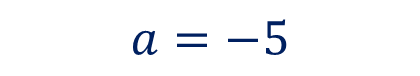 a = −5